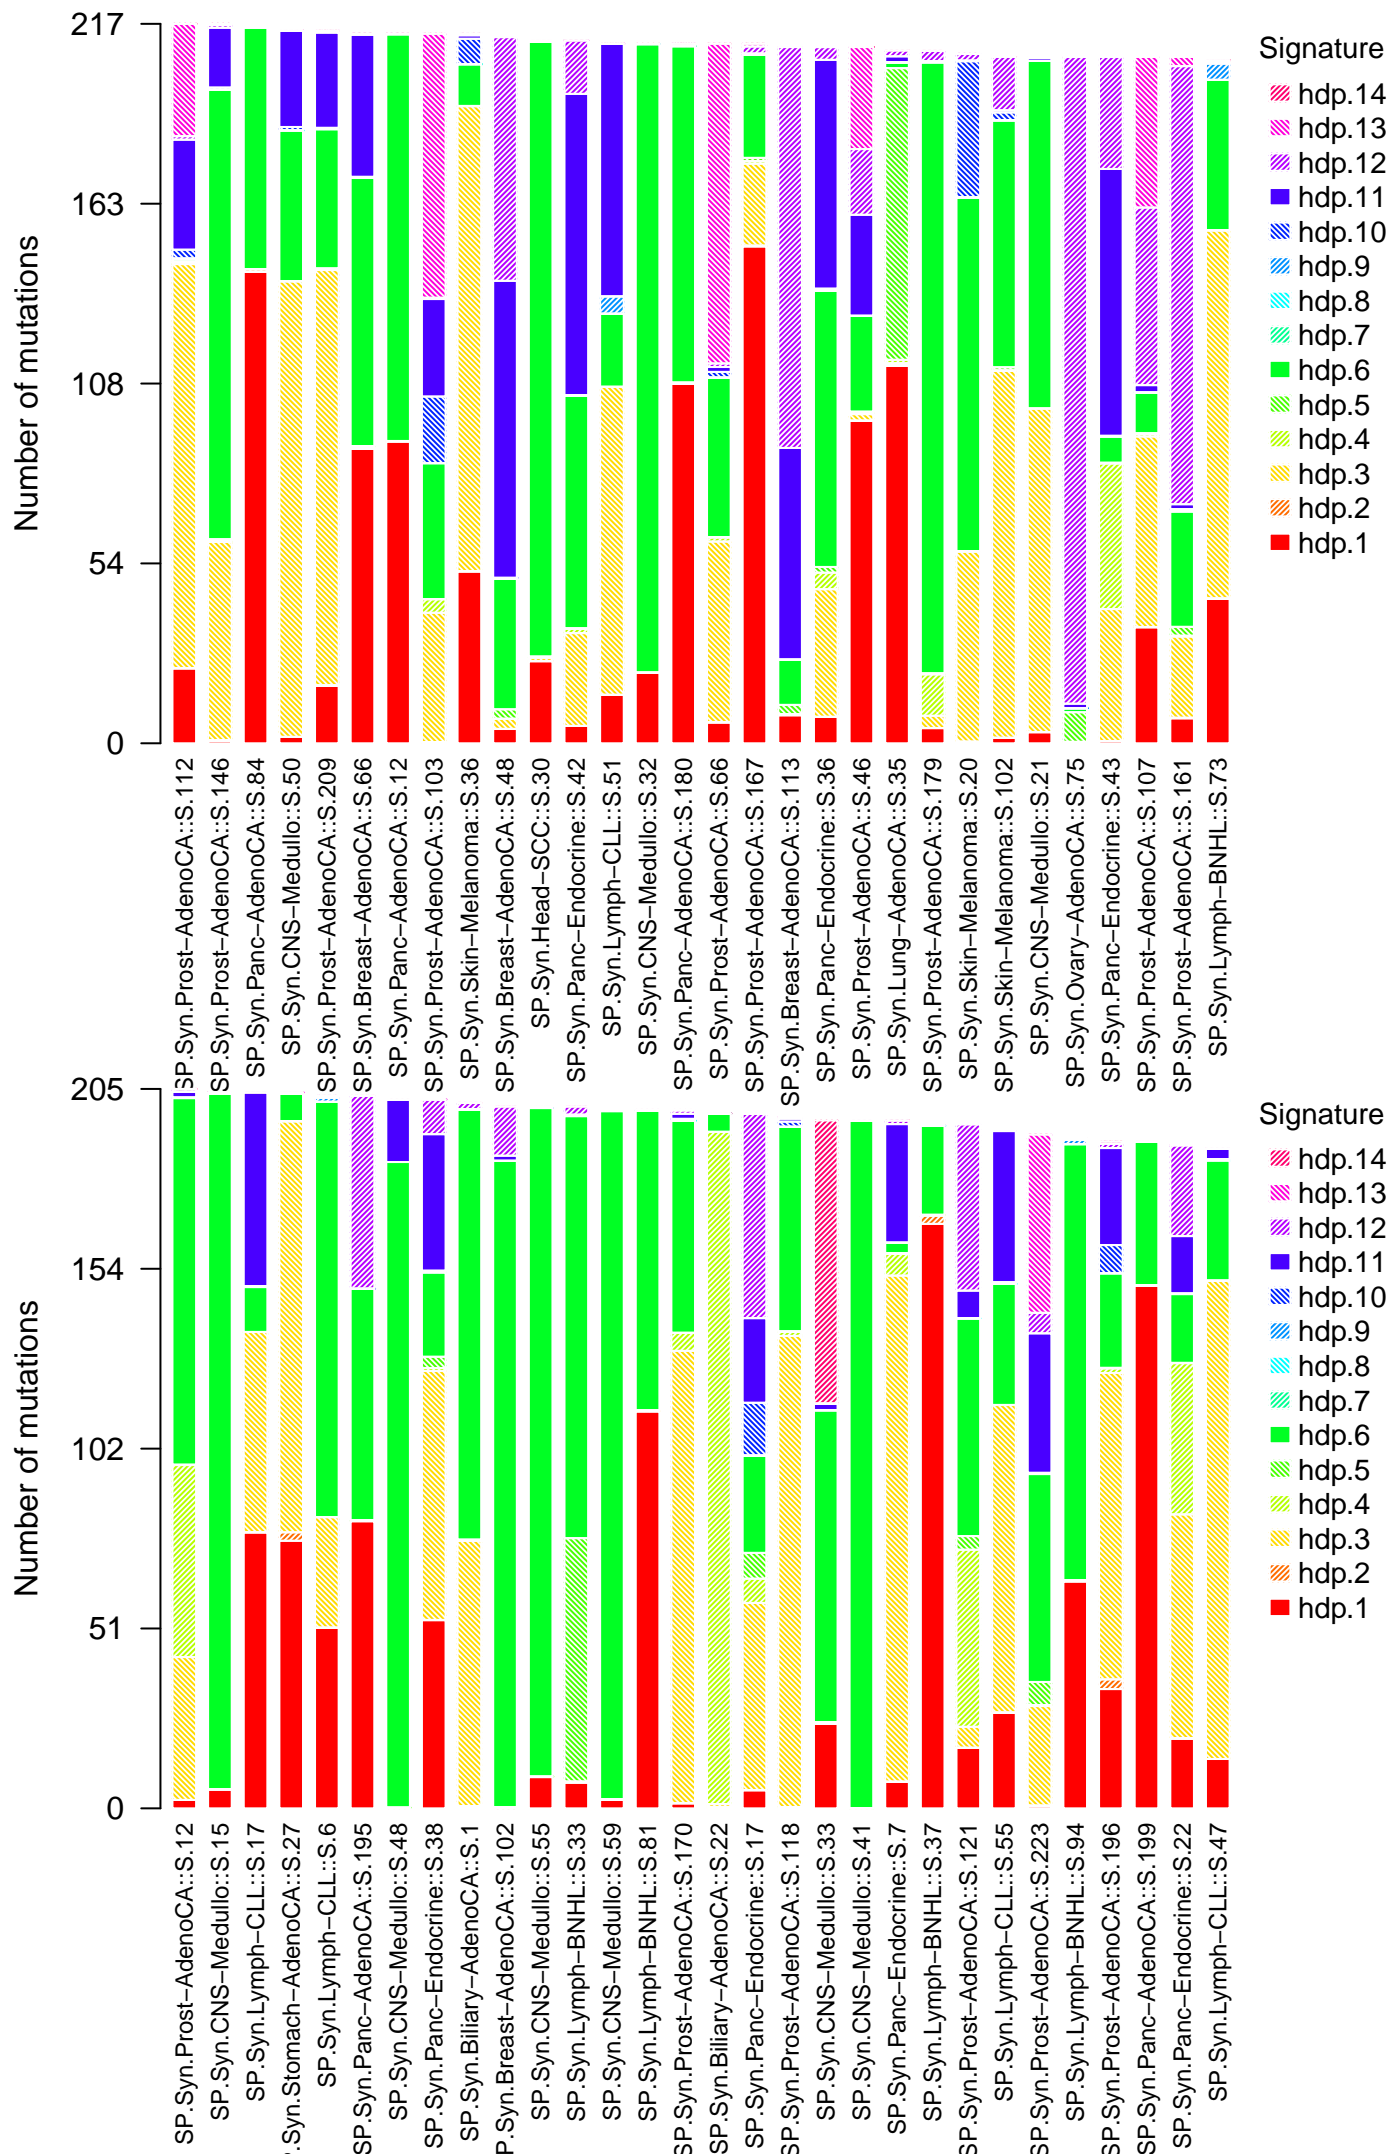 Number of mutations
217
163
108
54
0
Signature
hdp.14
hdp.13
hdp.12
hdp.11
hdp.10
hdp.9
hdp.8
hdp.7
hdp.6
hdp.5
hdp.4
hdp.3
hdp.2
hdp.1
SP.Syn.Prost−AdenoCA::S.112
SP.Syn.Prost−AdenoCA::S.146
SP.Syn.Panc−AdenoCA::S.84
SP.Syn.CNS−Medullo::S.50
SP.Syn.Prost−AdenoCA::S.209
SP.Syn.Breast−AdenoCA::S.66
SP.Syn.Panc−AdenoCA::S.12
SP.Syn.Prost−AdenoCA::S.103
SP.Syn.Skin−Melanoma::S.36
SP.Syn.Breast−AdenoCA::S.48
SP.Syn.Head−SCC::S.30
SP.Syn.Panc−Endocrine::S.42
SP.Syn.Lymph−CLL::S.51
SP.Syn.CNS−Medullo::S.32
SP.Syn.Panc−AdenoCA::S.180
SP.Syn.Prost−AdenoCA::S.66
SP.Syn.Prost−AdenoCA::S.167
SP.Syn.Breast−AdenoCA::S.113
SP.Syn.Panc−Endocrine::S.36
SP.Syn.Prost−AdenoCA::S.46
SP.Syn.Lung−AdenoCA::S.35
SP.Syn.Prost−AdenoCA::S.179
SP.Syn.Skin−Melanoma::S.20
SP.Syn.Skin−Melanoma::S.102
SP.Syn.CNS−Medullo::S.21
SP.Syn.Ovary−AdenoCA::S.75
SP.Syn.Panc−Endocrine::S.43
SP.Syn.Prost−AdenoCA::S.107
SP.Syn.Prost−AdenoCA::S.161
SP.Syn.Lymph−BNHL::S.73
Number of mutations
205
154
102
51
0
Signature
hdp.14
hdp.13
hdp.12
hdp.11
hdp.10
hdp.9
hdp.8
hdp.7
hdp.6
hdp.5
hdp.4
hdp.3
hdp.2
hdp.1
SP.Syn.Prost−AdenoCA::S.12
SP.Syn.CNS−Medullo::S.15
SP.Syn.Lymph−CLL::S.17
P.Syn.Stomach−AdenoCA::S.27
SP.Syn.Lymph−CLL::S.6
SP.Syn.Panc−AdenoCA::S.195
SP.Syn.CNS−Medullo::S.48
SP.Syn.Panc−Endocrine::S.38
SP.Syn.Biliary−AdenoCA::S.1
SP.Syn.Breast−AdenoCA::S.102
SP.Syn.CNS−Medullo::S.55
SP.Syn.Lymph−BNHL::S.33
SP.Syn.CNS−Medullo::S.59
SP.Syn.Lymph−BNHL::S.81
SP.Syn.Prost−AdenoCA::S.170
SP.Syn.Biliary−AdenoCA::S.22
SP.Syn.Panc−Endocrine::S.17
SP.Syn.Prost−AdenoCA::S.118
SP.Syn.CNS−Medullo::S.33
SP.Syn.CNS−Medullo::S.41
SP.Syn.Panc−Endocrine::S.7
SP.Syn.Lymph−BNHL::S.37
SP.Syn.Prost−AdenoCA::S.121
SP.Syn.Lymph−CLL::S.55
SP.Syn.Prost−AdenoCA::S.223
SP.Syn.Lymph−BNHL::S.94
SP.Syn.Prost−AdenoCA::S.196
SP.Syn.Panc−AdenoCA::S.199
SP.Syn.Panc−Endocrine::S.22
SP.Syn.Lymph−CLL::S.47